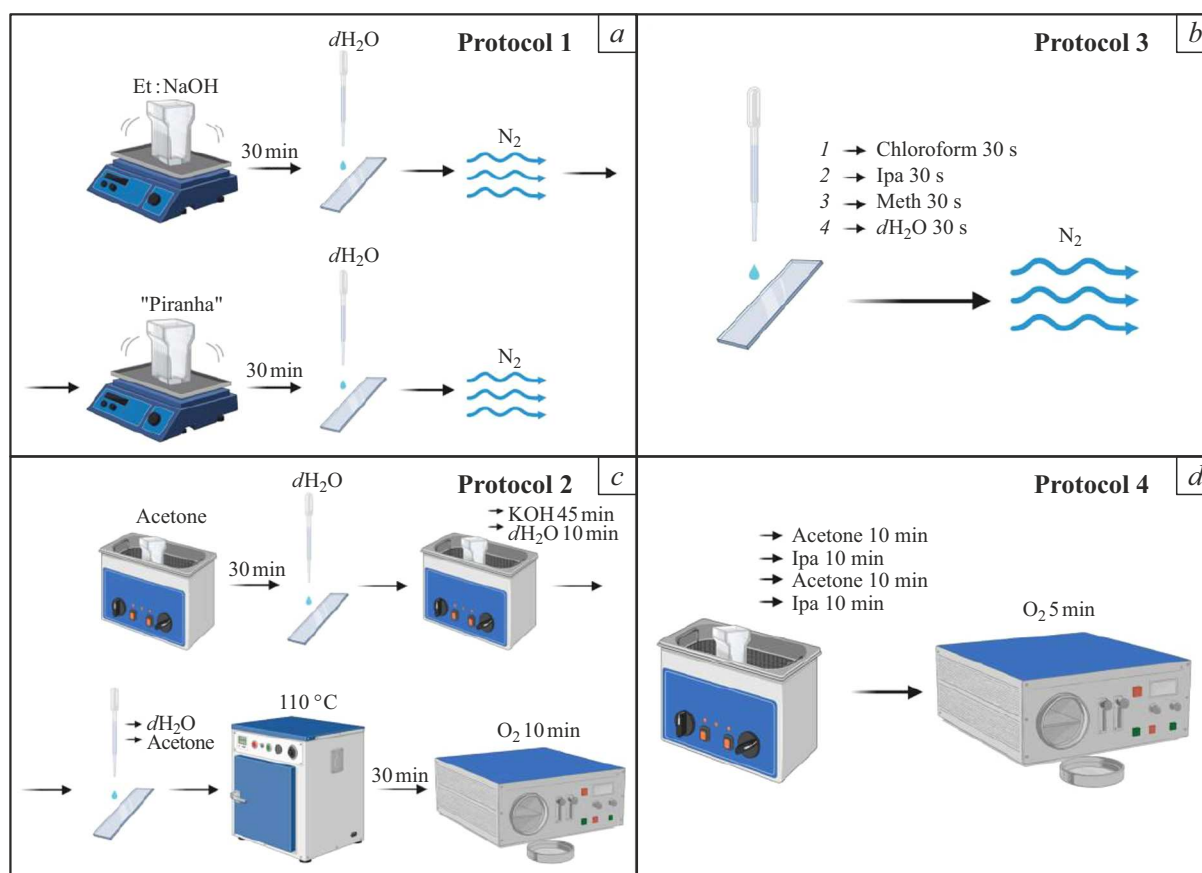 Protocol 1
a
dH₂O
Et : NaOH
30 min
N₂
dH₂O
"Piranha"
30 min
N₂
Protocol 3
b
1 → Chloroform 30 s
2 → Ipa 30 s
3 → Meth 30 s
4 → dH₂O 30 s
N₂
Protocol 2
c
dH₂O
Acetone
30 min
→ KOH 45 min
→ dH₂O 10 min
→ dH₂O
→ Acetone
110 °C
30 min
O₂ 10 min
Protocol 4
d
→ Acetone 10 min
→ Ipa 10 min
→ Acetone 10 min
→ Ipa 10 min
O₂ 5 min